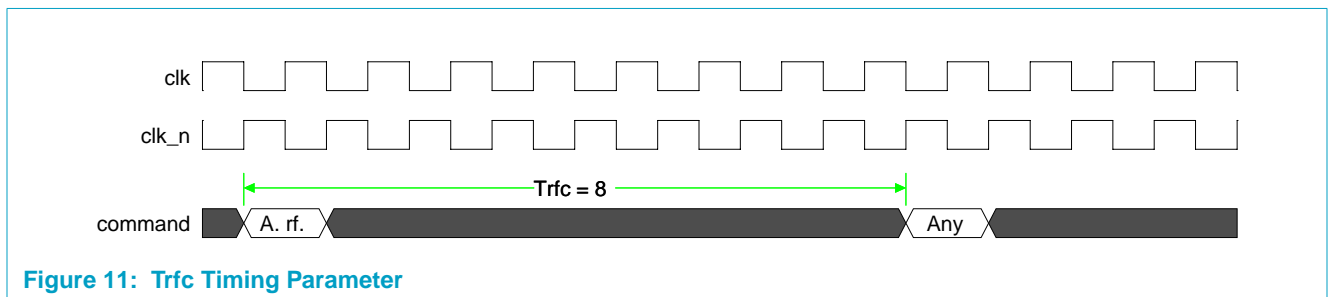 clk
clk_n
Trfc = 8
command A. rf. Any
Figure 11: Trfc Timing Parameter